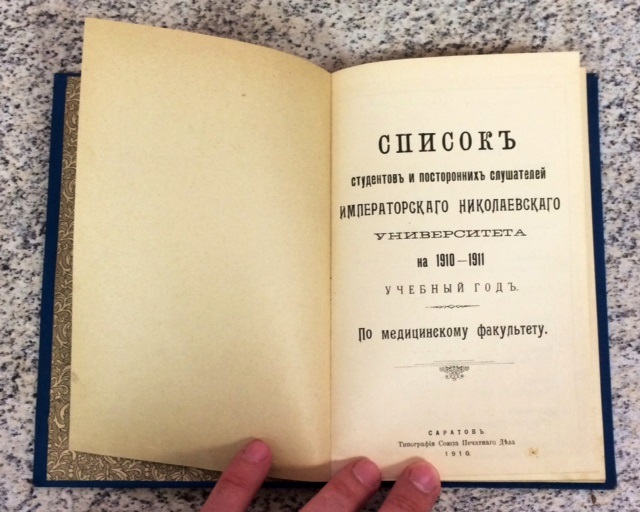 СПИСОКЪ
студентовъ и постороннихъ слушателей
ИМПЕРАТОРСКАГО НИКОЛАЕВСКАГО
УНИВЕРСИТЕТА
на 1910—1911
УЧЕБНЫЙ ГОДЪ.
По медицинскому факультету.
САРАТОВЪ.
Типографія Союза Печатнаго Дѣла
1910.